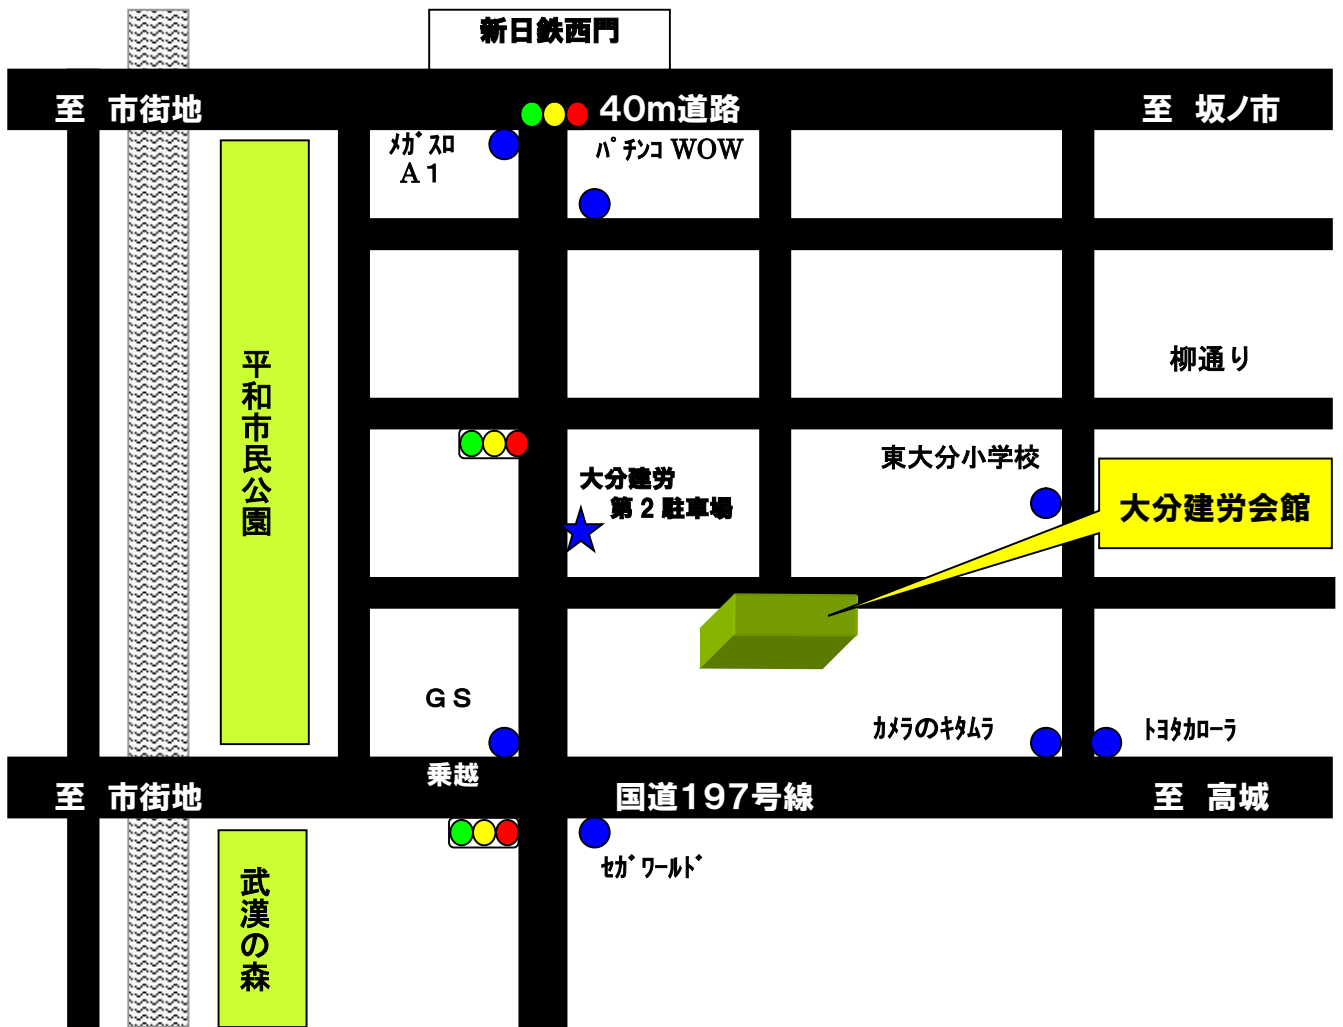 新日鉄西門
至 市街地
40m道路
至 坂ノ市
ﾒｶﾞｽﾛ
A1
ﾊﾟﾁﾝｺ WOW
柳通り
平和市民公園
東大分小学校
大分建労
第2駐車場
大分建労会館
GS
カメラのキタムラ
トヨタカローラ
乗越
至 市街地
国道197号線
至 高城
ｾｶﾞﾜｰﾙﾄﾞ
武漢の森